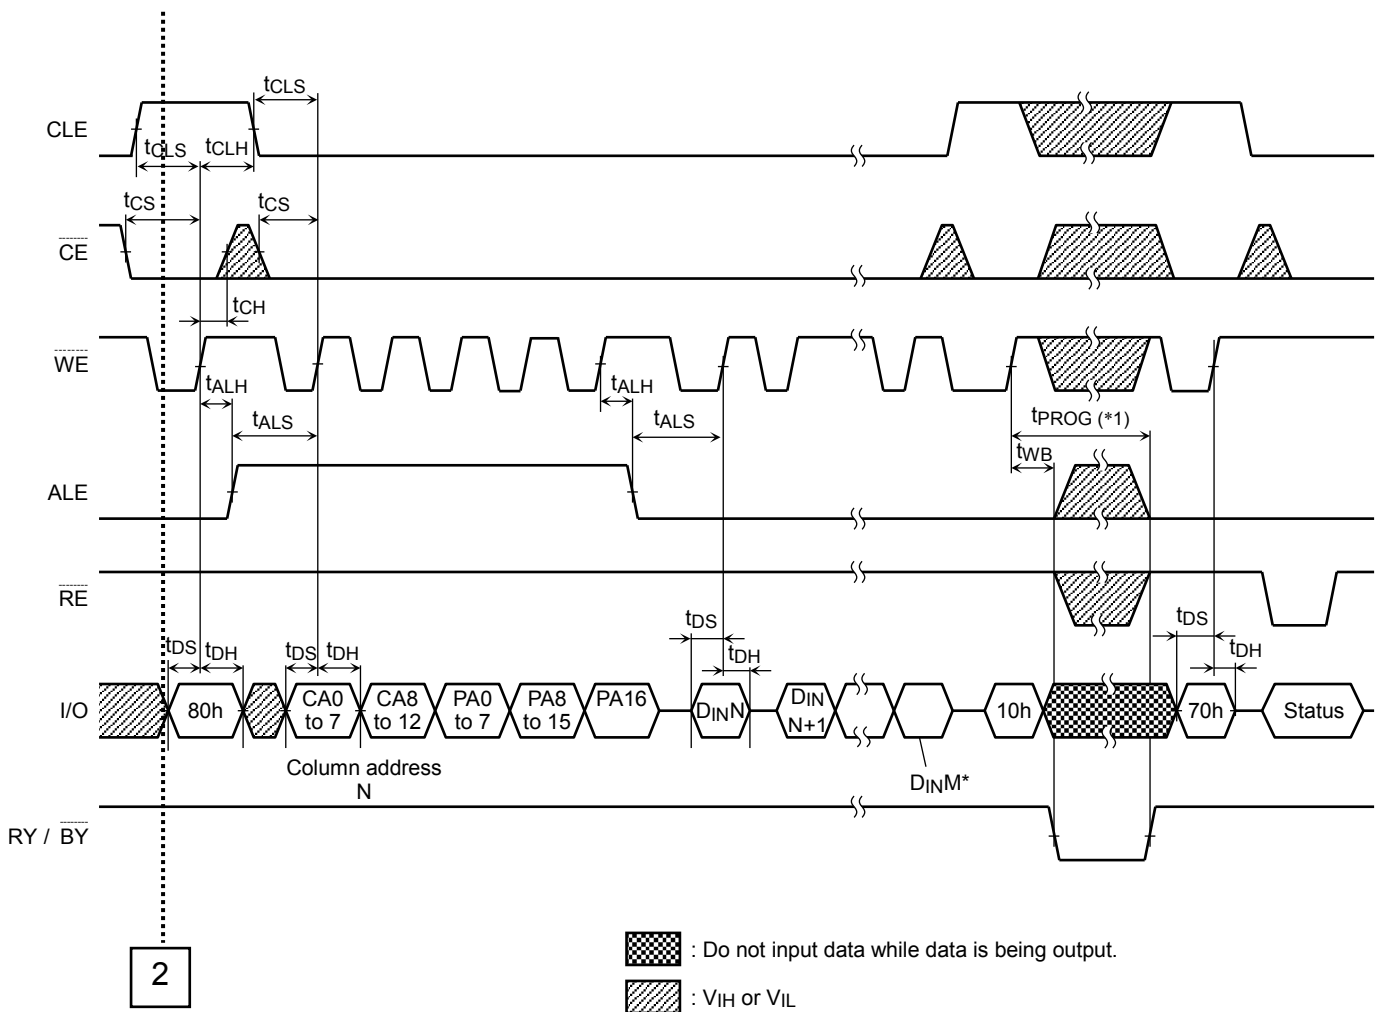 tCLS
CLE
tCLS tCLH
tCS tCS
CE
tCH
WE
tALH tALH
tALS tALS tPROG (*1)
tWB
ALE
RE
tDS tDH tDS tDH tDS tDH tDS tDH
I/O
80h
CA0 to 7
CA8 to 12
PA0 to 7
PA8 to 15
PA16
DINN
DIN N+1
10h
70h
Status
Column address
N
DINM*
RY / BY
2
: Do not input data while data is being output.
: VIH or VIL